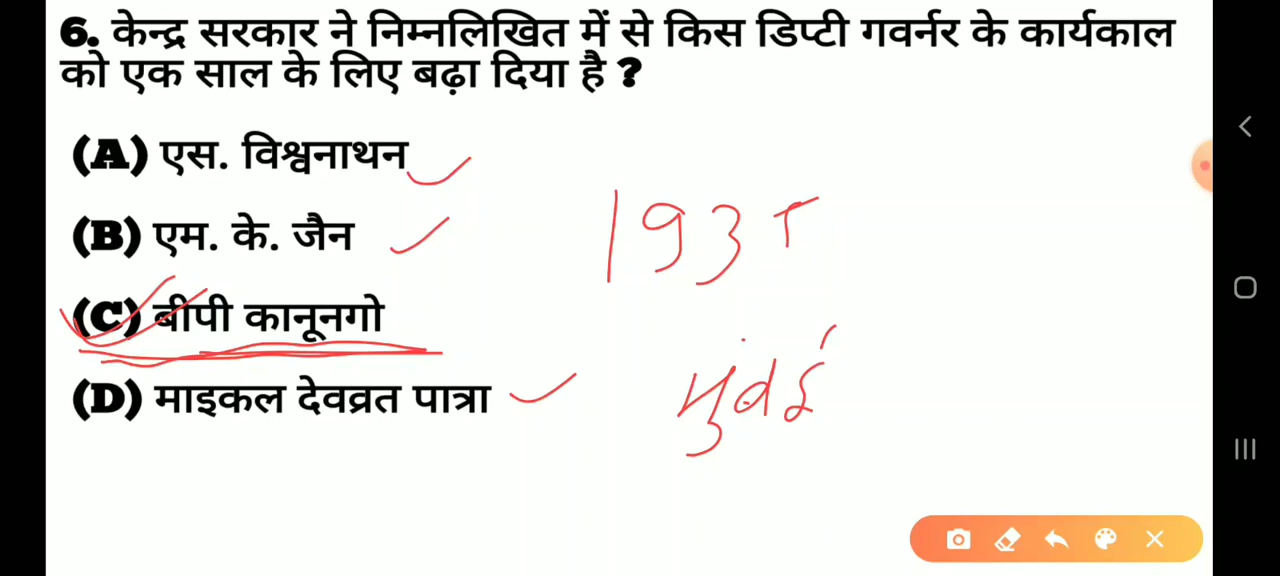 6. केन्द्र सरकार ने निम्नलिखित में से किस डिप्टी गवर्नर के कार्यकाल
को एक साल के लिए बढ़ा दिया है ?
(A) एस. विश्वनाथन
(B) एम. के. जैन
1935
(C) बीपी कानूनगो
मुंबई
(D) माइकल देवव्रत पात्रा